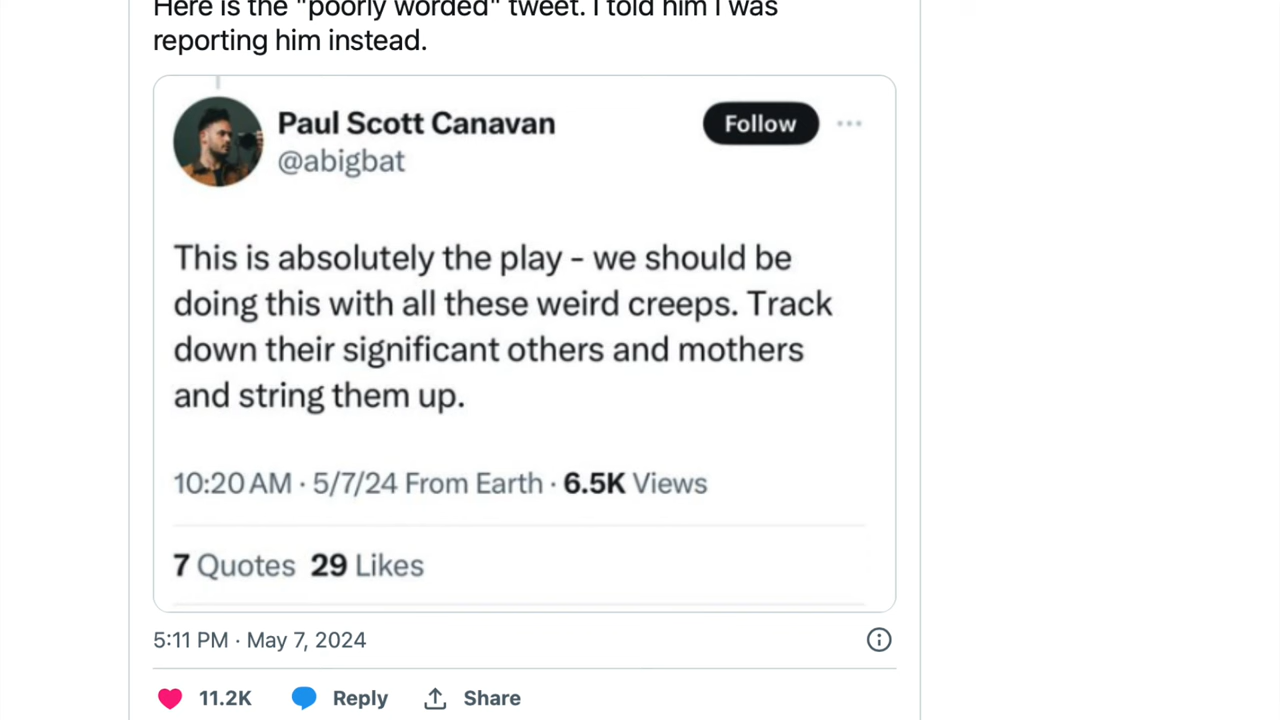 Here is the "poorly worded" tweet. I told him I was
reporting him instead.
Paul Scott Canavan
Follow
@abigbat
This is absolutely the play - we should be
doing this with all these weird creeps. Track
down their significant others and mothers
and string them up.
10:20 AM · 5/7/24 From Earth · 6.5K Views
7 Quotes 29 Likes
5:11 PM · May 7, 2024
11.2K Reply Share